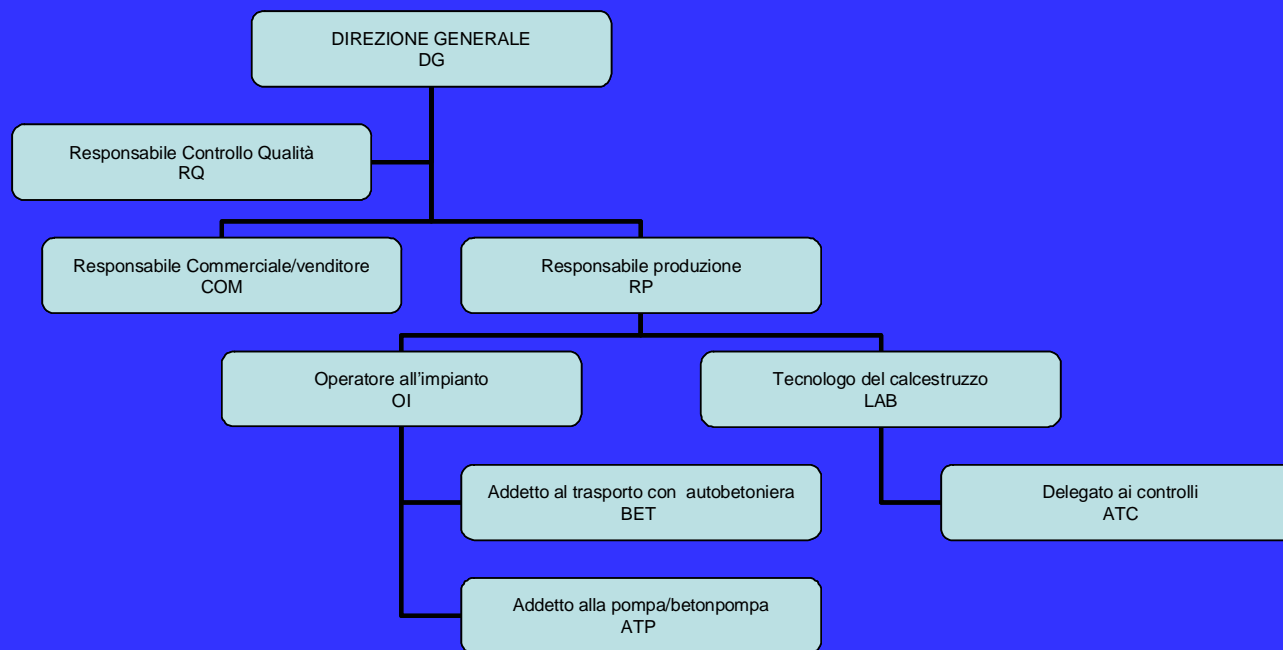 DIREZIONE GENERALE
DG
Responsabile Controllo Qualità
RQ
Responsabile Commerciale/venditore
COM
Responsabile produzione
RP
Operatore all'impianto
OI
Tecnologo del calcestruzzo
LAB
Addetto al trasporto con autobetoniera
BET
Delegato ai controlli
ATC
Addetto alla pompa/betonpompa
ATP